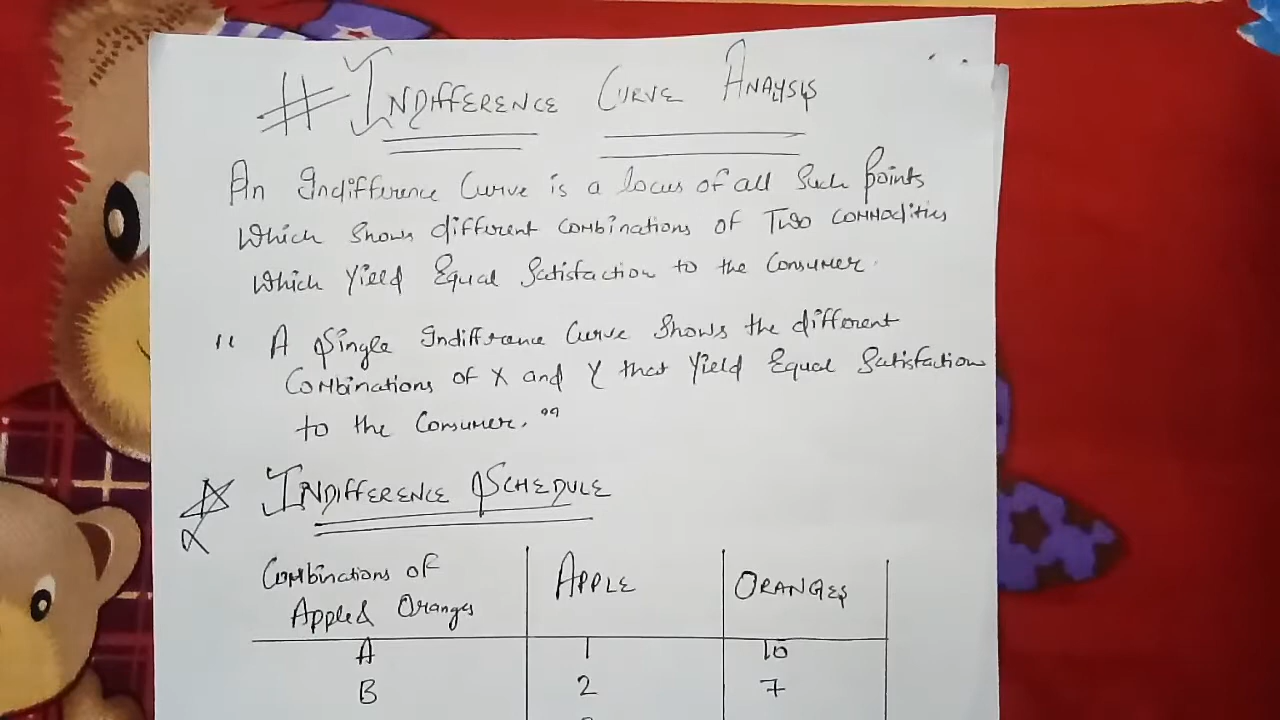 # INDIFFERENCE CURVE ANALYSIS
An Indifference Curve is a locus of all such points
which shows different combinations of Two commodities
which yield Equal Satisfaction to the Consumer.
" A Single Indiffrance Curve Shows the different
Combinations of X and Y that yield Equal Satisfaction
to the Consumer. "
INDIFFERENCE SCHEDULE
Combinations of Apple & Oranges | APPLE | ORANGES
A | 1 | 10
B | 2 | 7